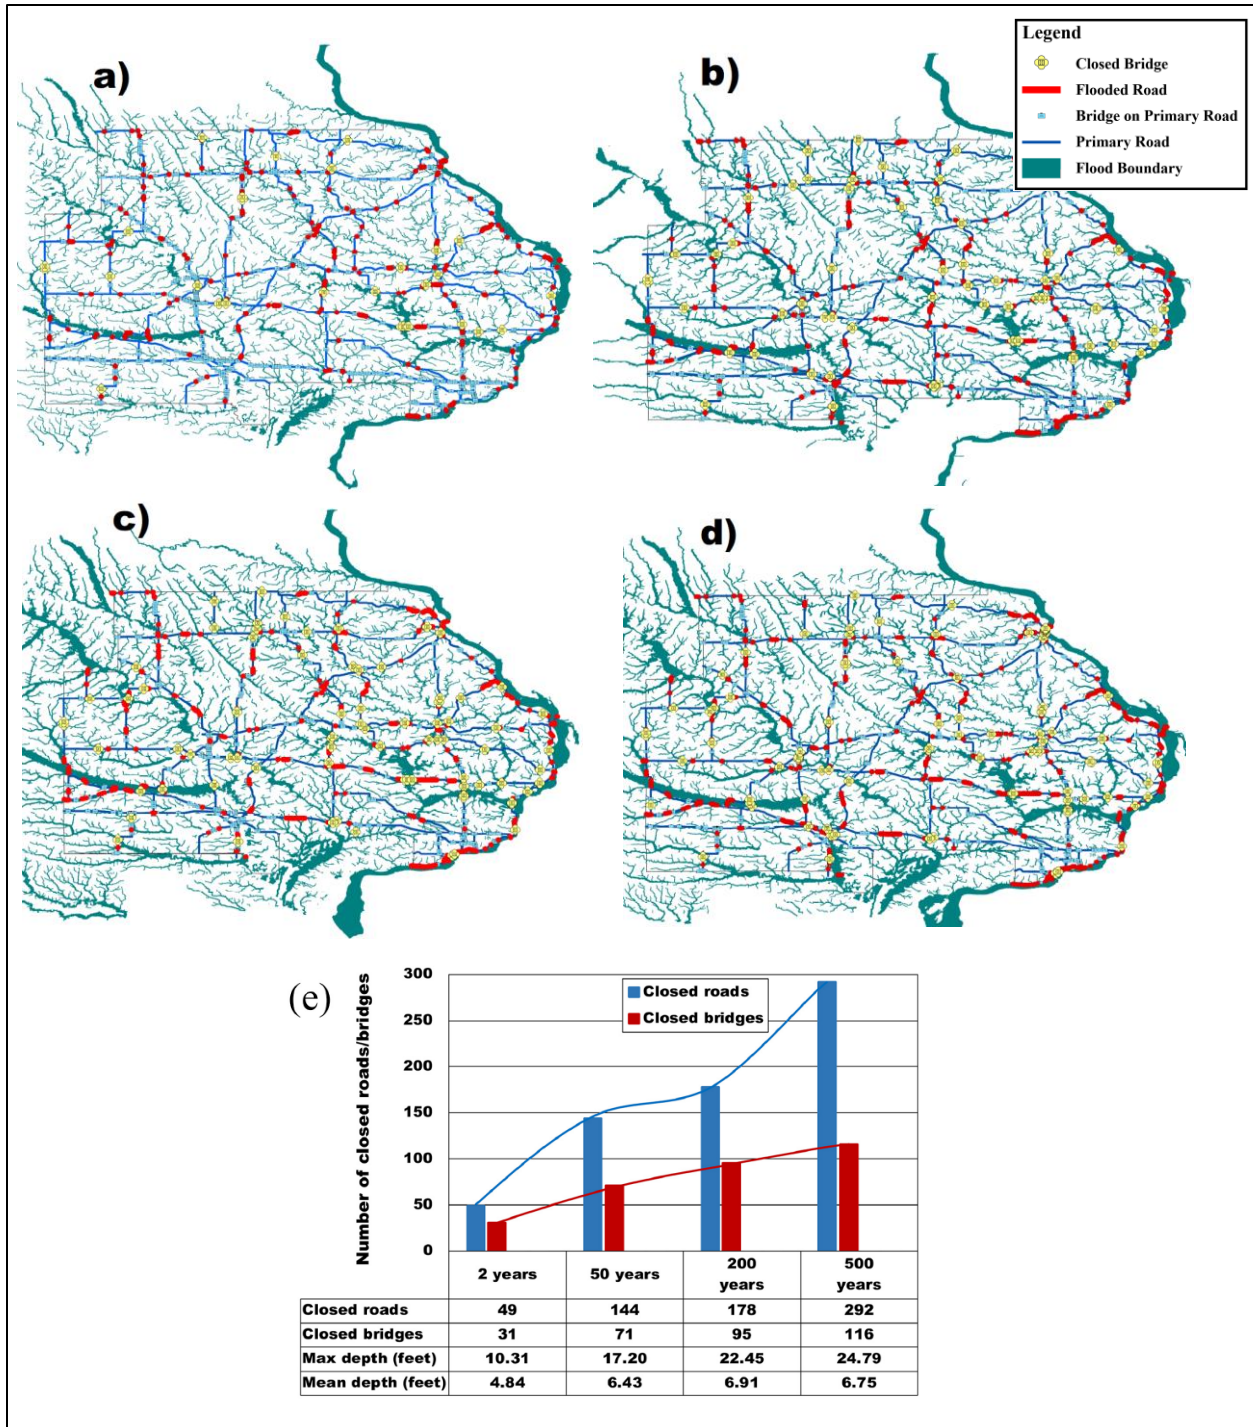 a)
b)
Legend
Closed Bridge
Flooded Road
Bridge on Primary Road
Primary Road
Flood Boundary
c)
d)
(e)
Number of closed roads/bridges
300
250
200
150
100
50
0
Closed roads
Closed bridges
2 years 50 years 200 years 500 years
Closed roads 49 144 178 292
Closed bridges 31 71 95 116
Max depth (feet) 10.31 17.20 22.45 24.79
Mean depth (feet) 4.84 6.43 6.91 6.75